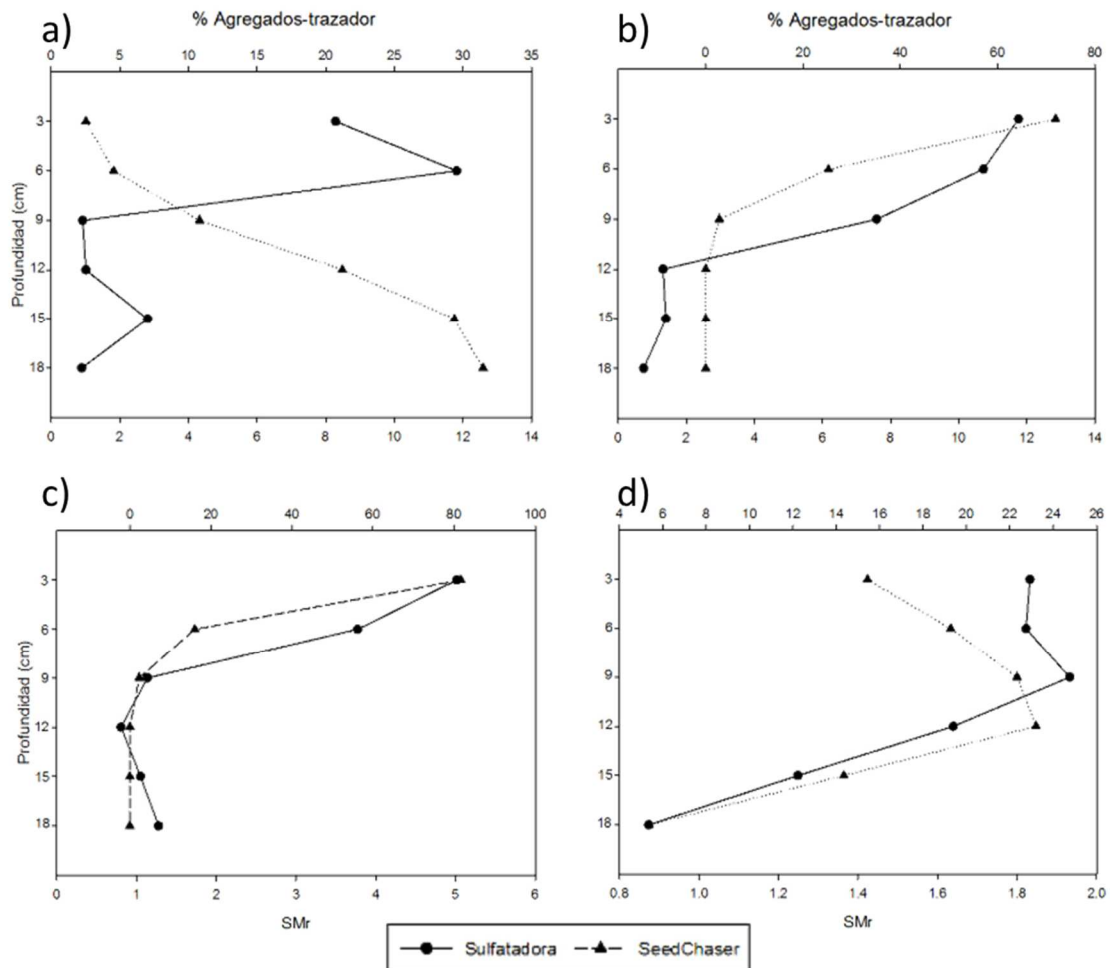 % Agregados-trazador
% Agregados-trazador
a)
b)
0 5 10 15 20 25 30 35
0 20 40 60 80
Profundidad (cm)
3
6
9
12
15
18
3
6
9
12
15
18
0 2 4 6 8 10 12 14
0 2 4 6 8 10 12 14
c)
d)
0 20 40 60 80 100
4 6 8 10 12 14 16 18 20 22 24 26
Profundidad (cm)
3
6
9
12
15
18
3
6
9
12
15
18
0 1 2 3 4 5 6
0.8 1.0 1.2 1.4 1.6 1.8 2.0
SMr
SMr
Sulfatadora SeedChaser